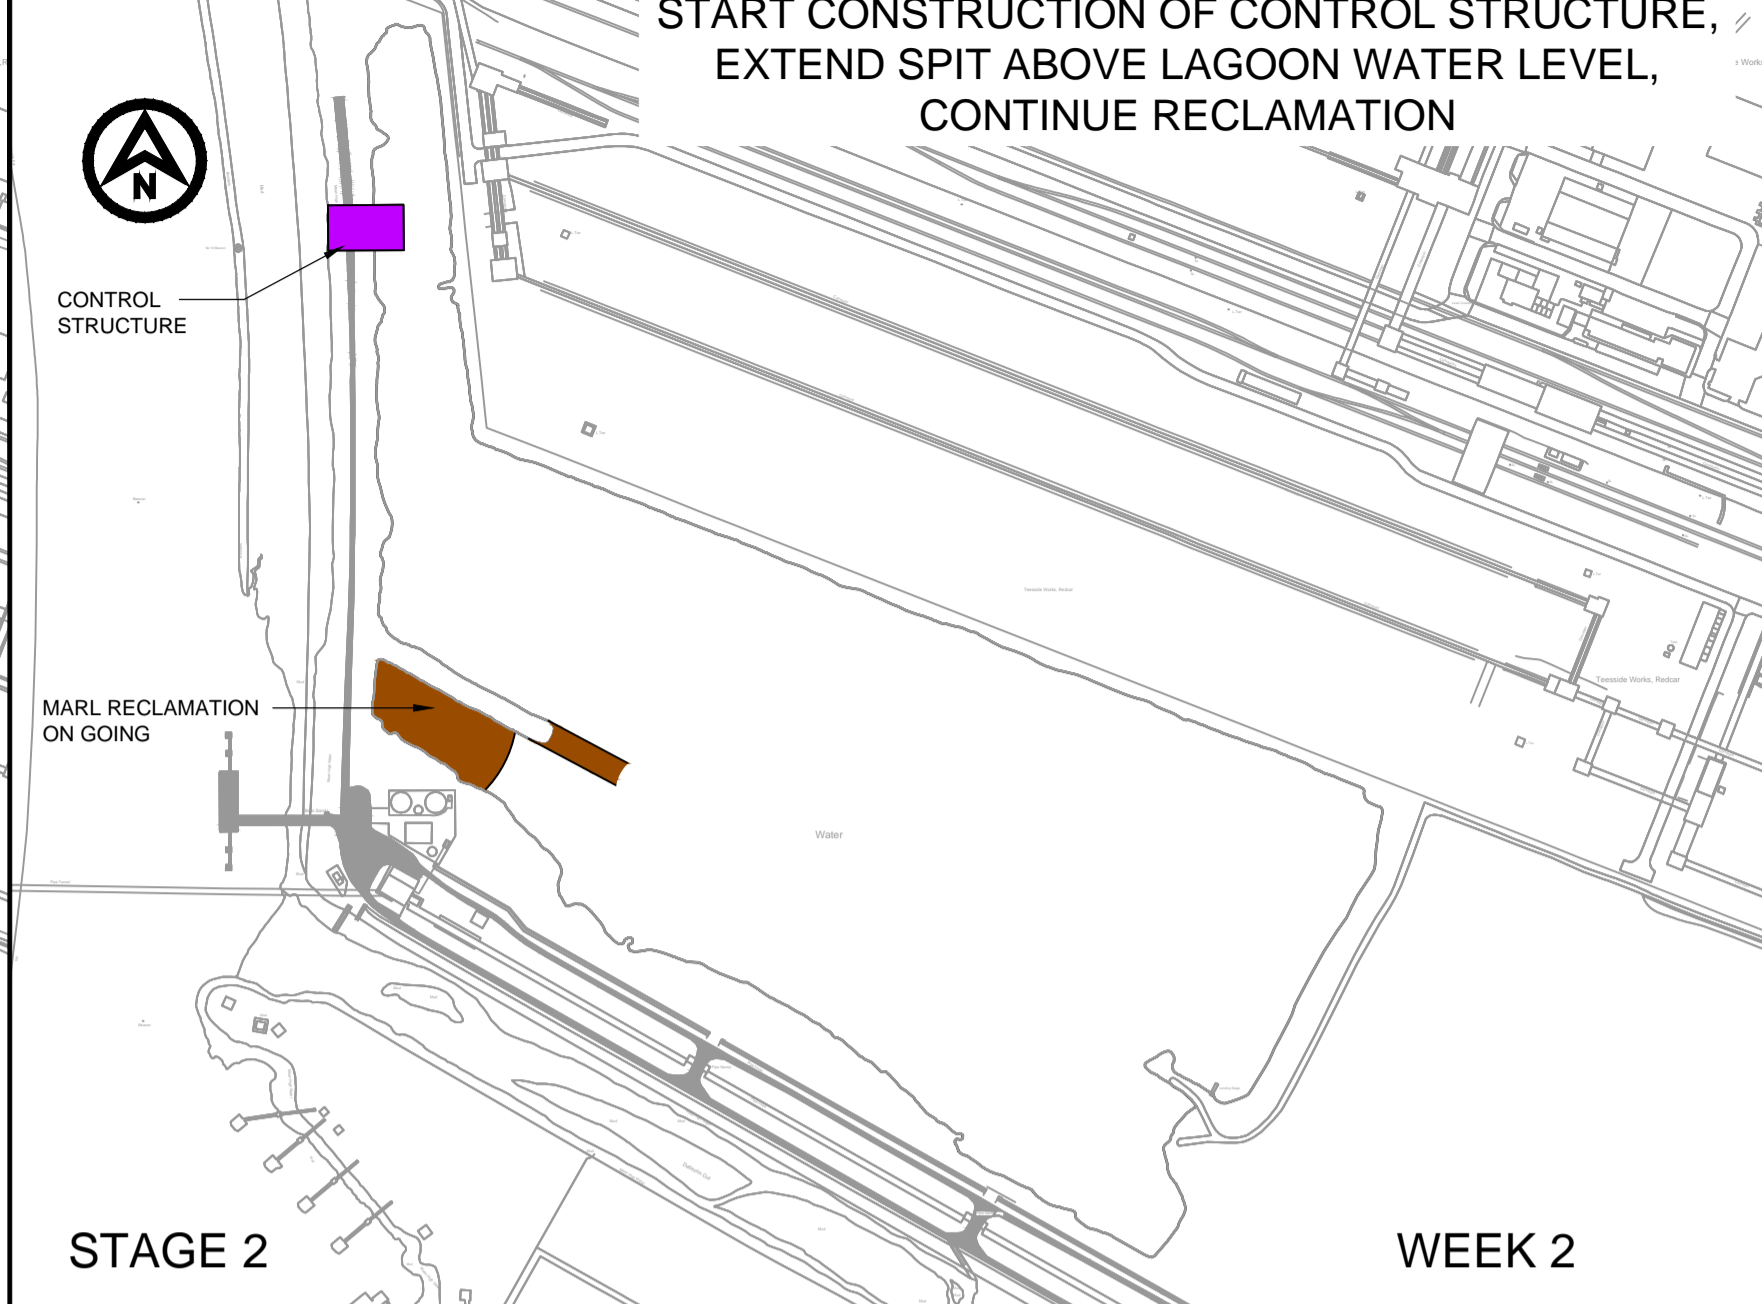 START CONSTRUCTION OF CONTROL STRUCTURE,
EXTEND SPIT ABOVE LAGOON WATER LEVEL,
CONTINUE RECLAMATION
N
CONTROL
STRUCTURE
Teesside Works, Redcar
Teesside Works, Redcar
MARL RECLAMATION
ON GOING
Water
STAGE 2
WEEK 2